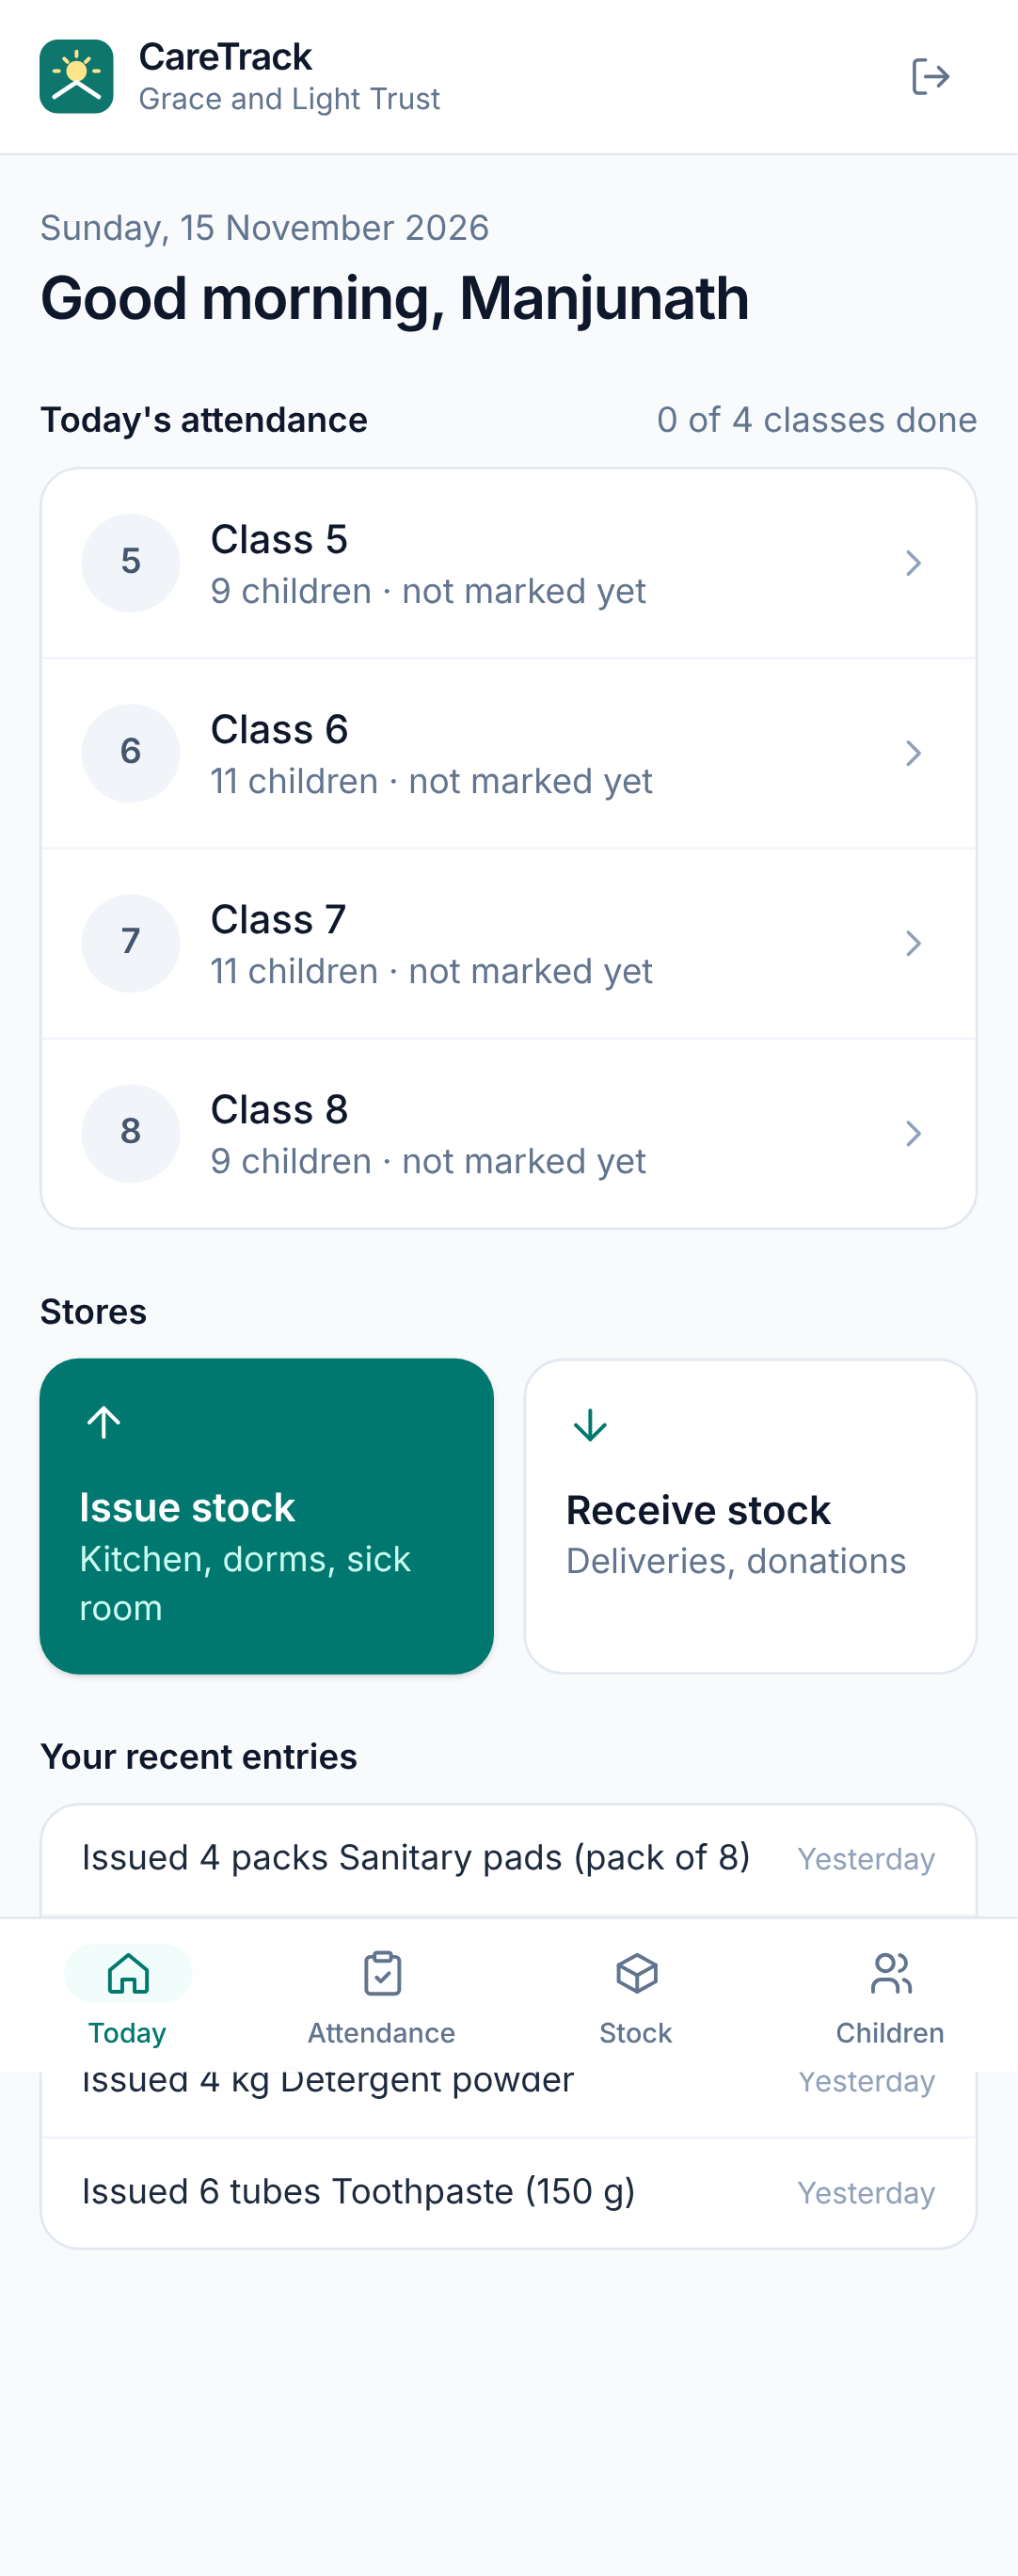 CareTrack
Grace and Light Trust
Sunday, 15 November 2026
Good morning, Manjunath
Today's attendance
0 of 4 classes done
5
Class 5
9 children · not marked yet
6
Class 6
11 children · not marked yet
7
Class 7
11 children · not marked yet
8
Class 8
9 children · not marked yet
Stores
Issue stock
Kitchen, dorms, sick
room
Receive stock
Deliveries, donations
Your recent entries
Issued 4 packs Sanitary pads (pack of 8)
Yesterday
Today
Attendance
Stock
Children
Issued 4 kg Detergent powder
Yesterday
Issued 6 tubes Toothpaste (150 g)
Yesterday